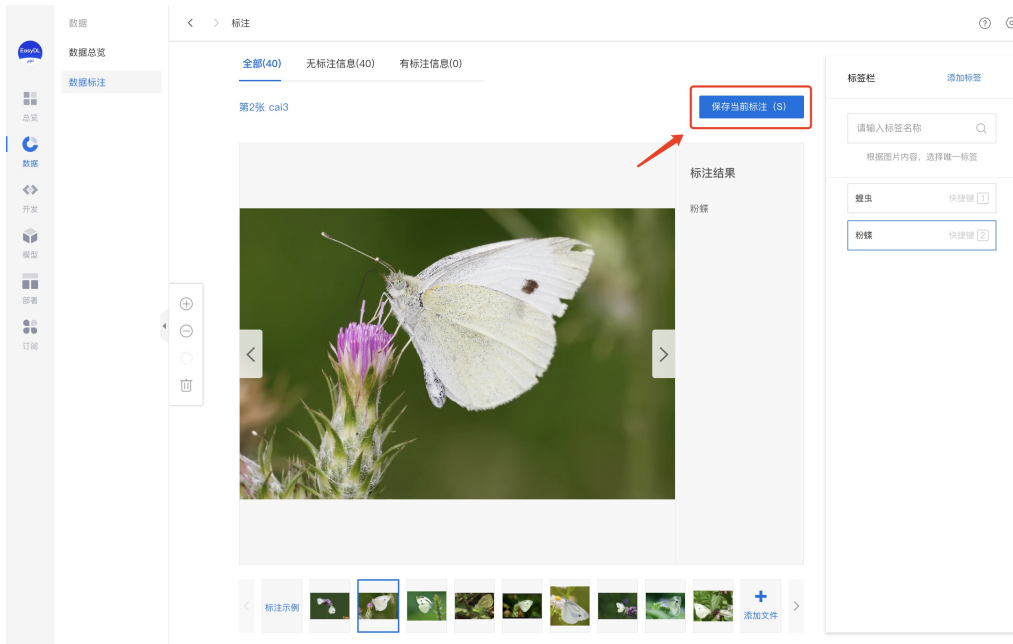 数据
标注
EasyDL
数据总览
数据标注
总览
数据
开发
模型
部署
订阅
全部(40)
无标注信息(40)
有标注信息(0)
第2张 cai3
保存当前标注（S）
标注结果
粉蝶
标签栏
添加标签
请输入标签名称
根据图片内容，选择唯一标签
蝗虫
快捷键 1
粉蝶
快捷键 2
标注示例
添加文件